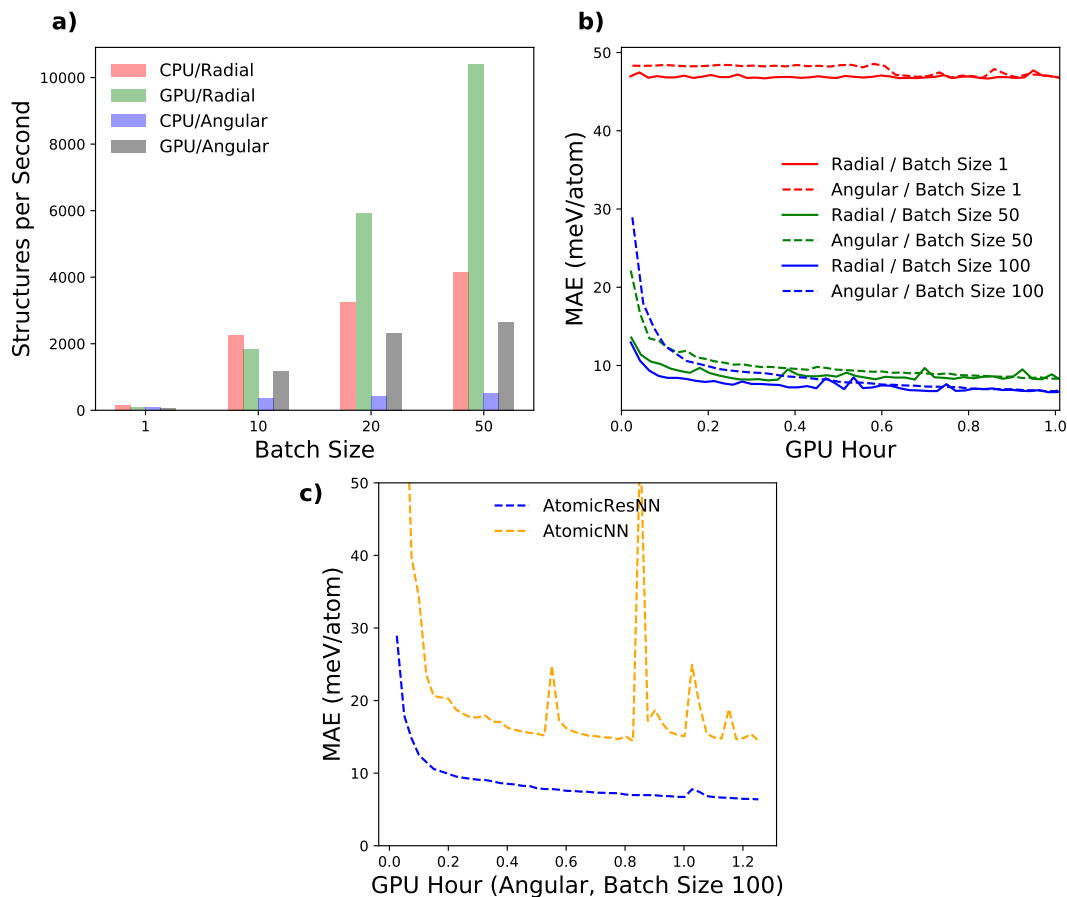 a)
Structures per Second
10000
8000
6000
4000
2000
0
CPU/Radial
GPU/Radial
CPU/Angular
GPU/Angular
1
10
20
50
Batch Size
b)
MAE (meV/atom)
50
40
30
20
10
Radial / Batch Size 1
Angular / Batch Size 1
Radial / Batch Size 50
Angular / Batch Size 50
Radial / Batch Size 100
Angular / Batch Size 100
0.0
0.2
0.4
0.6
0.8
1.0
GPU Hour
c)
MAE (meV/atom)
50
40
30
20
10
0
AtomicResNN
AtomicNN
0.0
0.2
0.4
0.6
0.8
1.0
1.2
GPU Hour (Angular, Batch Size 100)